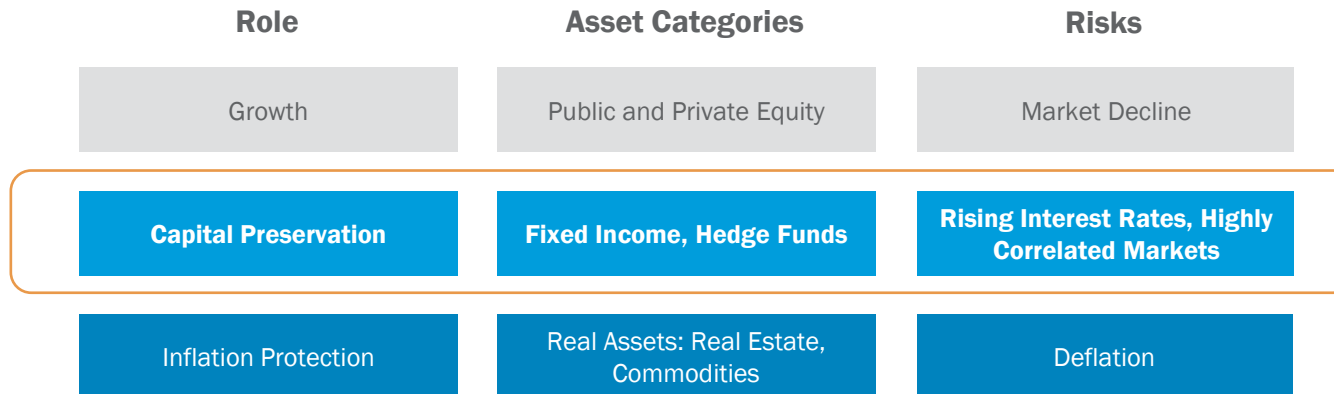 Role
Asset Categories
Risks
Growth
Public and Private Equity
Market Decline
Capital Preservation
Fixed Income, Hedge Funds
Rising Interest Rates, Highly
Correlated Markets
Inflation Protection
Real Assets: Real Estate,
Commodities
Deflation